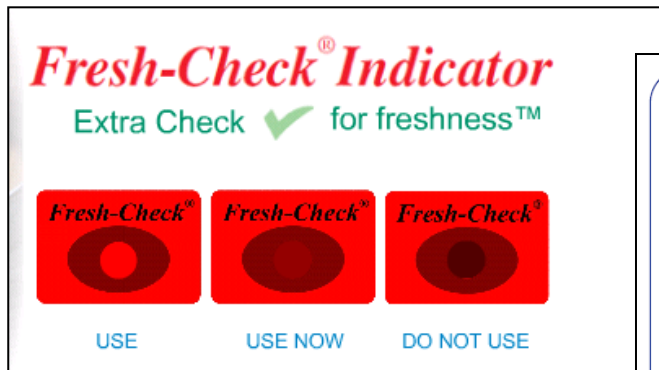 Fresh-Check® Indicator
Extra Check for freshness™
Fresh-Check® Fresh-Check® Fresh-Check®
USE USE NOW DO NOT USE